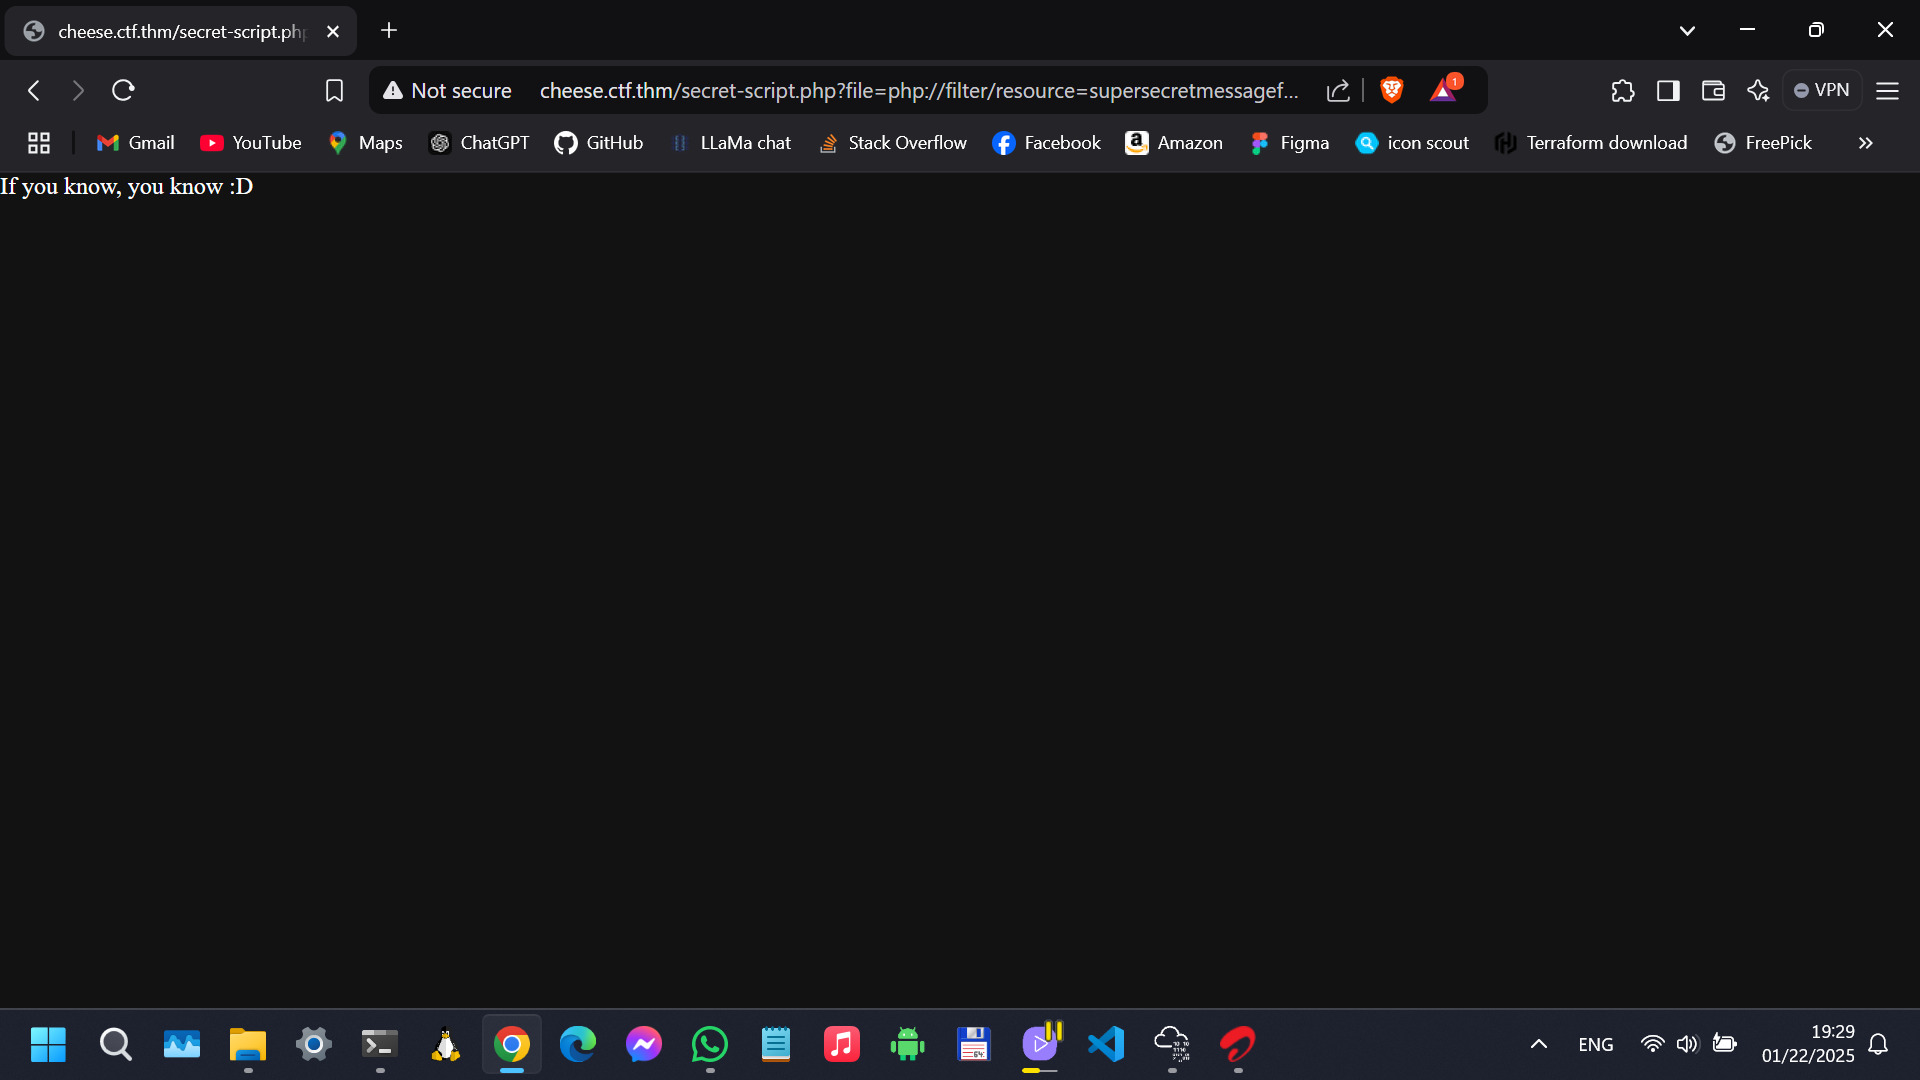 cheese.ctf.thm/secret-script.php
Not secure
cheese.ctf.thm/secret-script.php?file=php://filter/resource=supersecretmessagef...
1
VPN
Gmail
YouTube
Maps
ChatGPT
GitHub
LLaMa chat
Stack Overflow
Facebook
Amazon
Figma
icon scout
Terraform download
FreePick
If you know, you know :D
ENG
19:29
01/22/2025